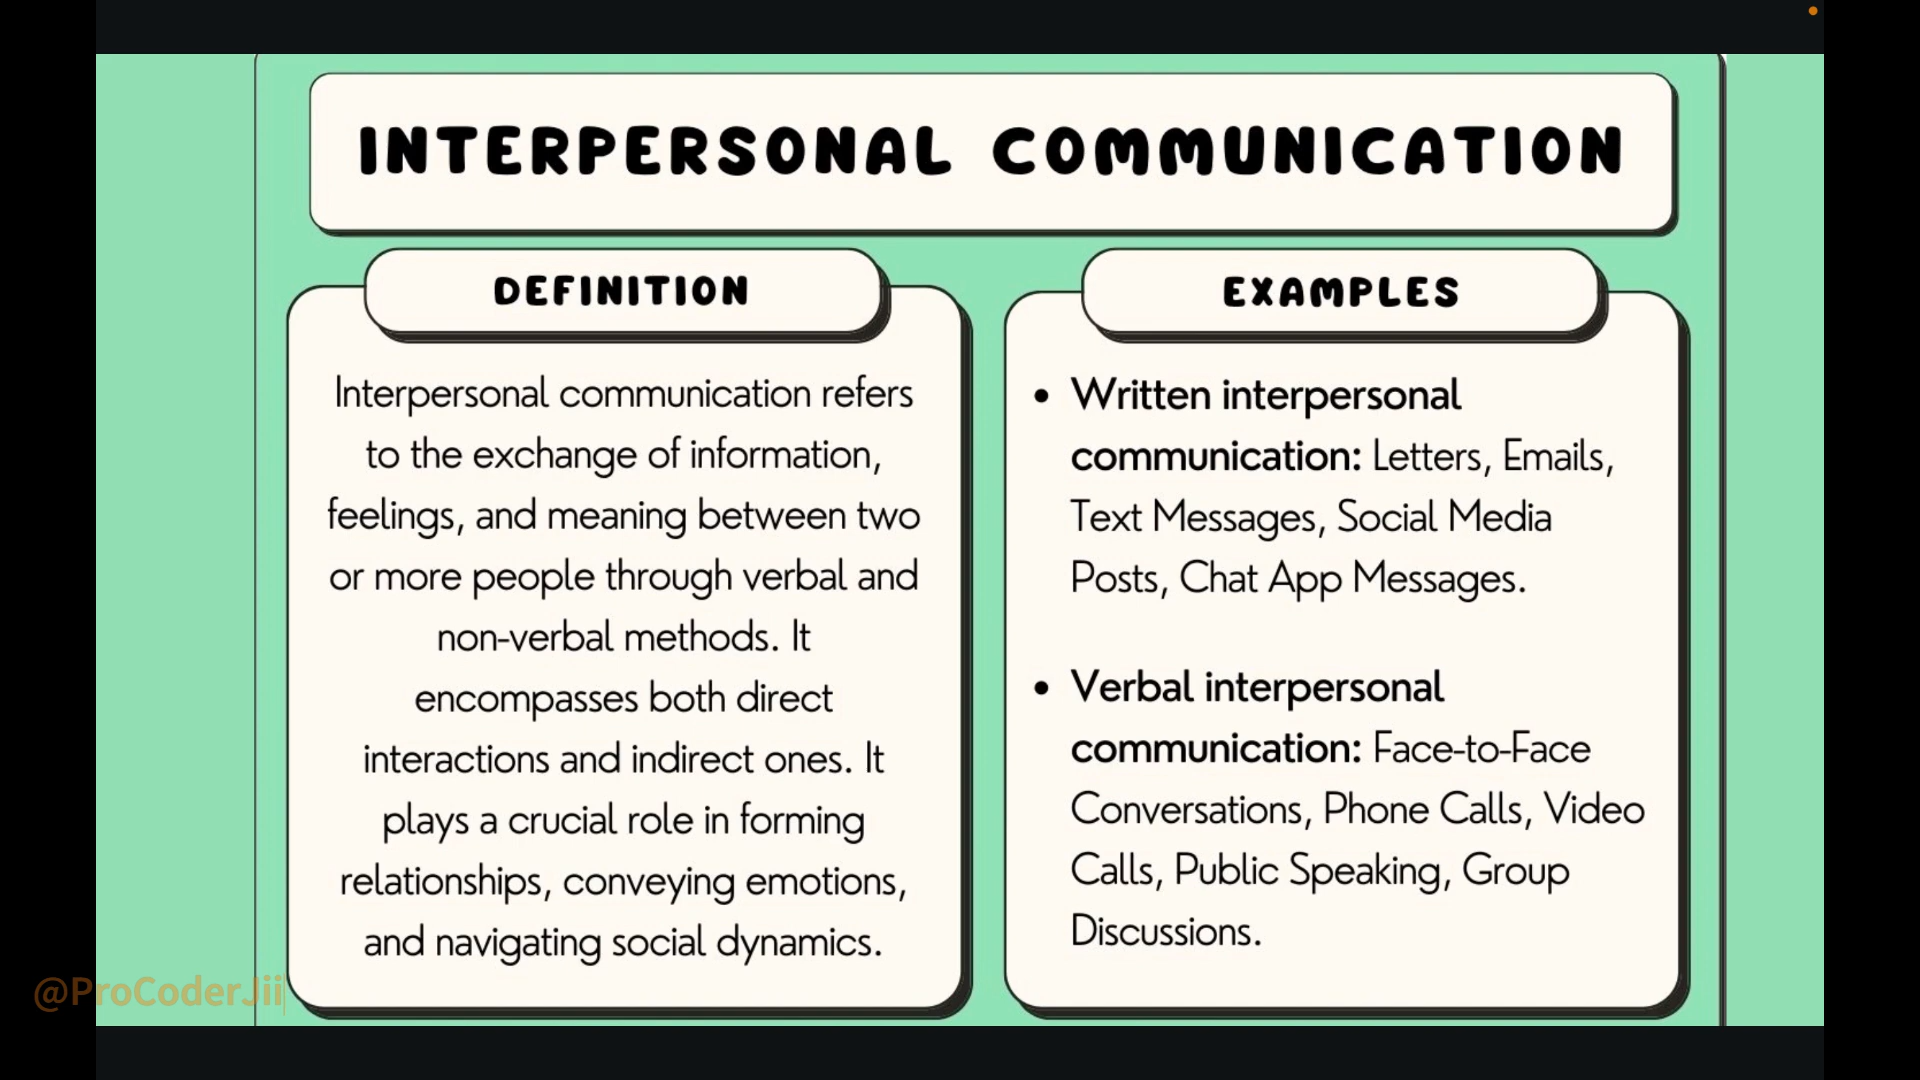 INTERPERSONAL COMMUNICATION
DEFINITION
Interpersonal communication refers
to the exchange of information,
feelings, and meaning between two
or more people through verbal and
non-verbal methods. It
encompasses both direct
interactions and indirect ones. It
plays a crucial role in forming
relationships, conveying emotions,
and navigating social dynamics.
EXAMPLES
• Written interpersonal
communication: Letters, Emails,
Text Messages, Social Media
Posts, Chat App Messages.
• Verbal interpersonal
communication: Face-to-Face
Conversations, Phone Calls, Video
Calls, Public Speaking, Group
Discussions.
@ProCoderJii